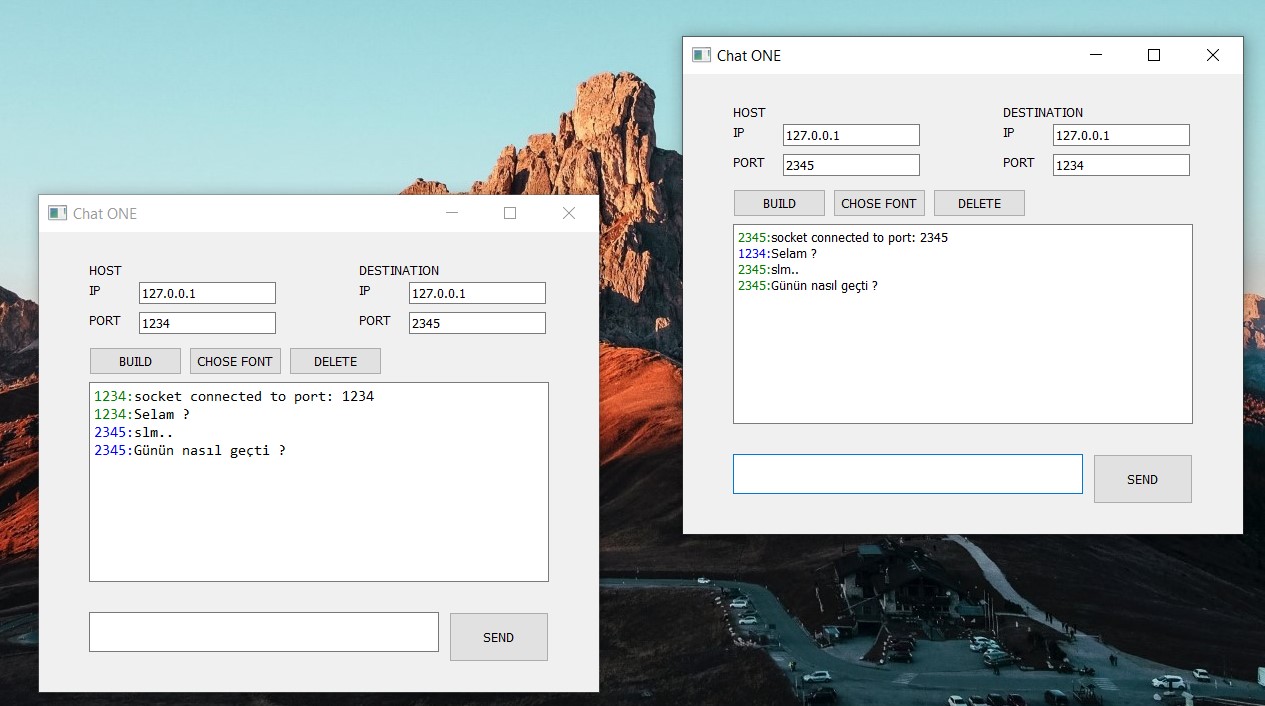 Chat ONE
HOST
DESTINATION
IP
127.0.0.1
IP
127.0.0.1
PORT
1234
PORT
2345
BUILD
CHOSE FONT
DELETE
1234:socket connected to port: 1234
1234:Selam ?
2345:slm..
2345:Günün nasıl geçti ?
SEND
Chat ONE
HOST
DESTINATION
IP
127.0.0.1
IP
127.0.0.1
PORT
2345
PORT
1234
BUILD
CHOSE FONT
DELETE
2345:socket connected to port: 2345
1234:Selam ?
2345:slm..
2345:Günün nasıl geçti ?
SEND